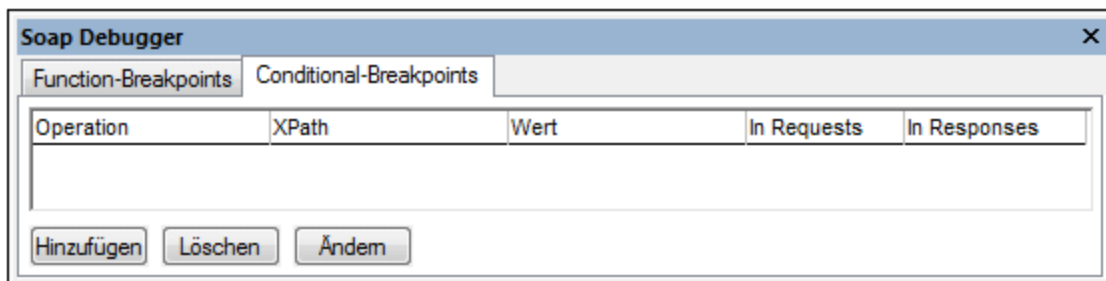 Soap Debugger
Function-Breakpoints Conditional-Breakpoints
Operation XPath Wert In Requests In Responses
Hinzufügen Löschen Ändern